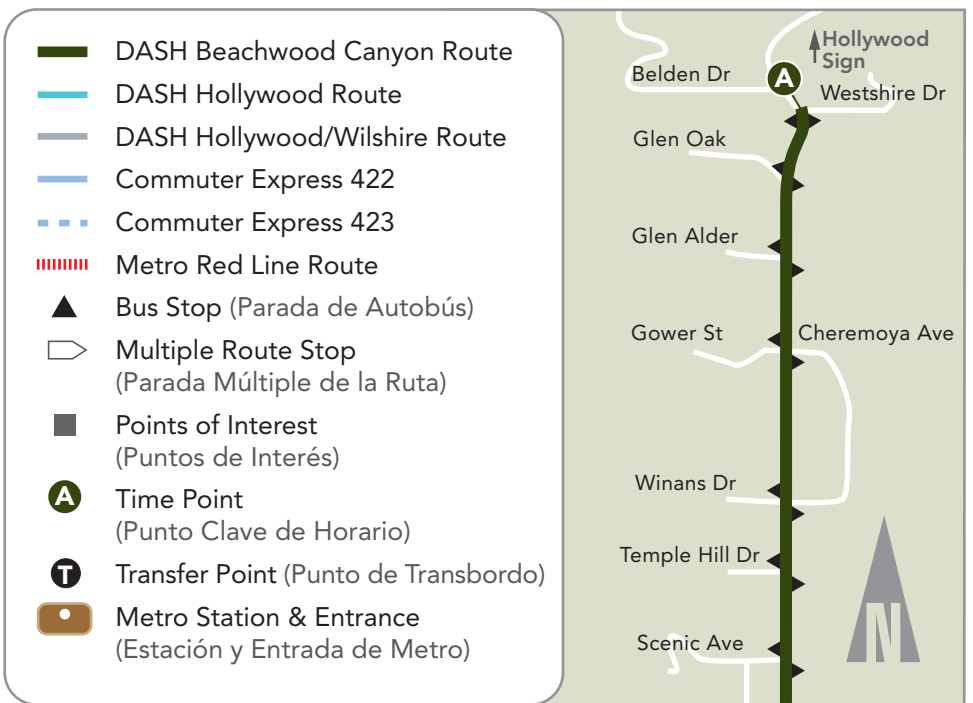 DASH Beachwood Canyon Route
DASH Hollywood Route
DASH Hollywood/Wilshire Route
Commuter Express 422
Commuter Express 423
Metro Red Line Route
Bus Stop (Parada de Autobús)
Multiple Route Stop
(Parada Múltiple de la Ruta)
Points of Interest
(Puntos de Interés)
A Time Point
(Punto Clave de Horario)
T Transfer Point (Punto de Transbordo)
Metro Station & Entrance
(Estación y Entrada de Metro)
Hollywood
Sign
Belden Dr
A
Westshire Dr
Glen Oak
Glen Alder
Gower St
Cheremoya Ave
Winans Dr
Temple Hill Dr
Scenic Ave
N